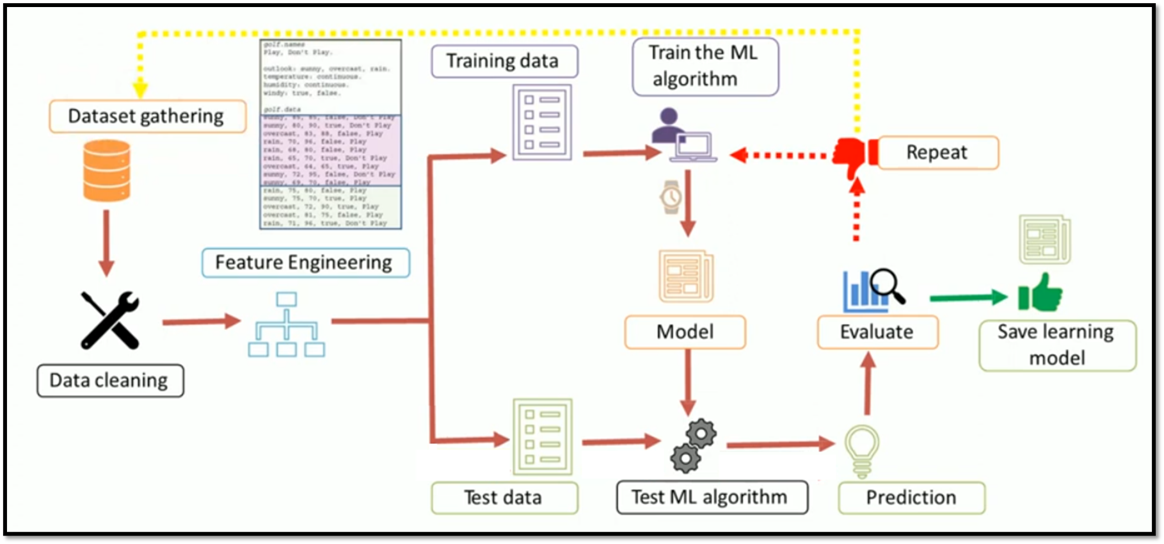 golf.names
Play, Don't Play.
outlook: sunny, overcast, rain.
temperature: continuous.
humidity: continuous.
windy: true, false.
golf.data
sunny, 85, 85, false, Don't Play
sunny, 80, 90, true, Don't Play
overcast, 83, 88, false, Play
rain, 70, 96, false, Play
rain, 68, 80, false, Play
rain, 65, 70, true, Don't Play
overcast, 64, 65, true, Play
sunny, 72, 95, false, Don't Play
sunny, 69, 70, false, Play
rain, 75, 80, false, Play
sunny, 75, 70, true, Play
overcast, 72, 90, true, Play
overcast, 81, 75, false, Play
rain, 71, 96, true, Don't Play
Dataset gathering
Data cleaning
Feature Engineering
Training data
Train the ML
algorithm
Repeat
Model
Evaluate
Save learning
model
Test data
Test ML algorithm
Prediction